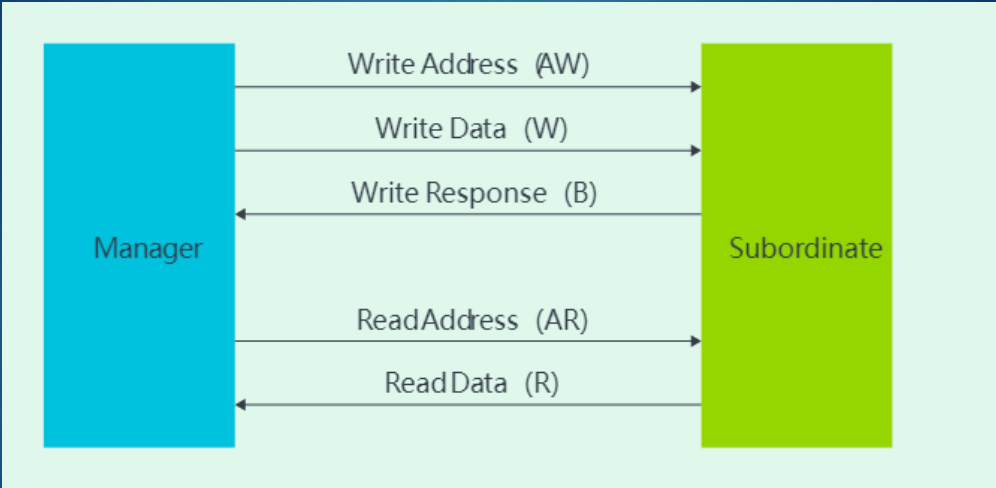 Write Address (AW)
Write Data (W)
Write Response (B)
Manager
Subordinate
Read Address (AR)
Read Data (R)